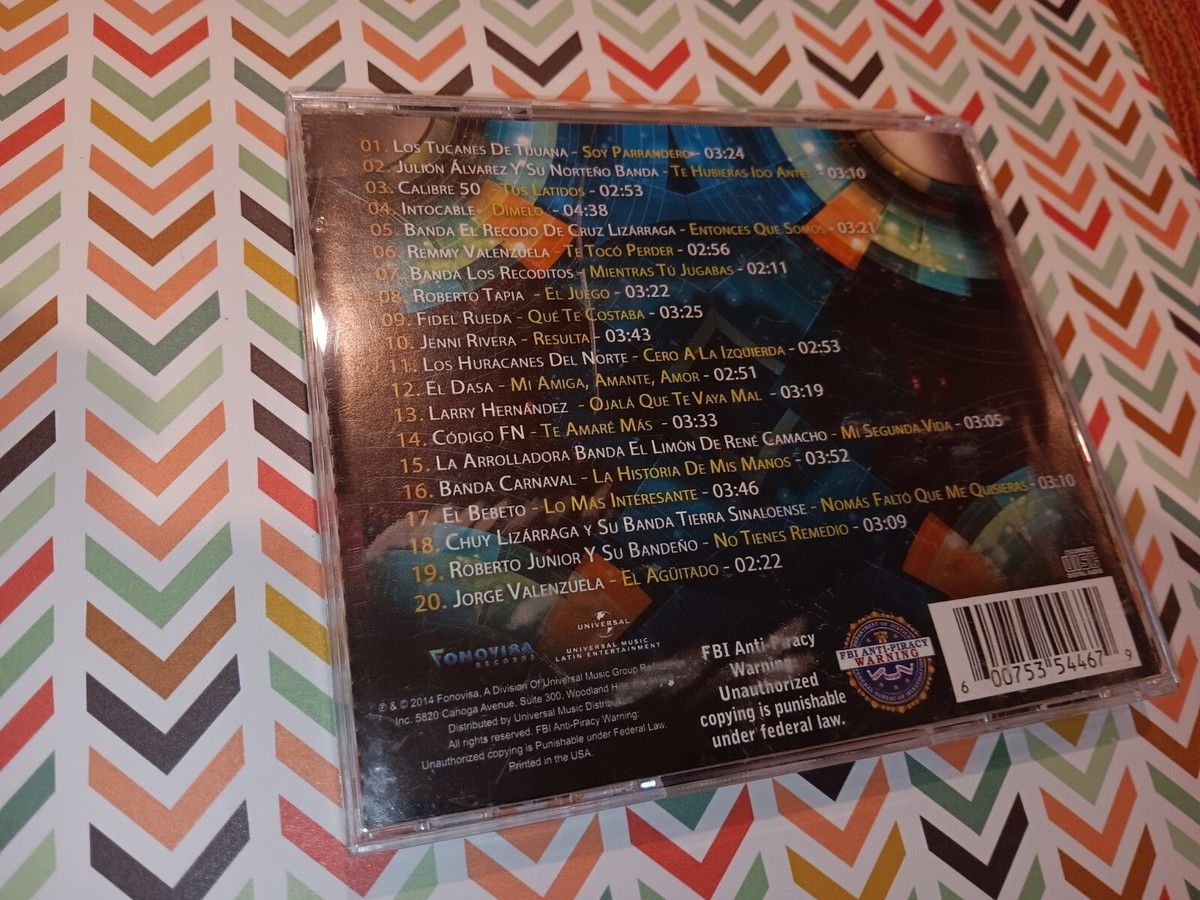 01. Los Tucanes De Tijuana - Soy Parrandero - 03:24
02. Julión Álvarez Y Su Norteño Banda - Te Hubieras Ido Antes - 03:10
03. Calibre 50 - Tus Latidos - 02:53
04. Intocable - Dímelo - 04:38
05. Banda El Recodo De Cruz Lizárraga - Entonces Que Somos - 03:21
06. Remmy Valenzuela - Te Tocó Perder - 02:56
07. Banda Los Recoditos - Mientras Tú Jugabas - 02:11
08. Roberto Tapia - El Juego - 03:22
09. Fidel Rueda - Qué Te Costaba - 03:25
10. Jenni Rivera - Resulta - 03:43
11. Los Huracanes Del Norte - Cero A La Izquierda - 02:53
12. El Dasa - Mi Amiga, Amante, Amor - 02:51
13. Larry Hernández - Ojalá Que Te Vaya Mal - 03:19
14. Código FN - Te Amaré Más - 03:33
15. La Arrolladora Banda El Limón De René Camacho - Mi Segunda Vida - 03:05
16. Banda Carnaval - La Historia De Mis Manos - 03:52
17. El Bebeto - Lo Más Interesante - 03:46
18. Chuy Lizárraga y Su Banda Tierra Sinaloense - Nomás Faltó Que Me Quisieras - 03:10
19. Roberto Junior Y Su Bandeño - No Tienes Remedio - 03:09
20. Jorge Valenzuela - El Agüitado - 02:22
Fonovisa
Records
UNIVERSAL
UNIVERSAL MUSIC
LATIN ENTERTAINMENT
℗ & © 2014 Fonovisa. A Division Of Universal Music Group
Inc. 5820 Canoga Avenue. Suite 300, Woodland
Distributed by Universal Music
All rights reserved. FBI Anti-Piracy Warning:
Unauthorized copying is Punishable under Federal Law.
Printed in the USA.
FBI Anti-Piracy
Warning
Unauthorized
copying is punishable
under federal law.
FBI ANTI-PIRACY
WARNING
disc
6 00753 54467 9